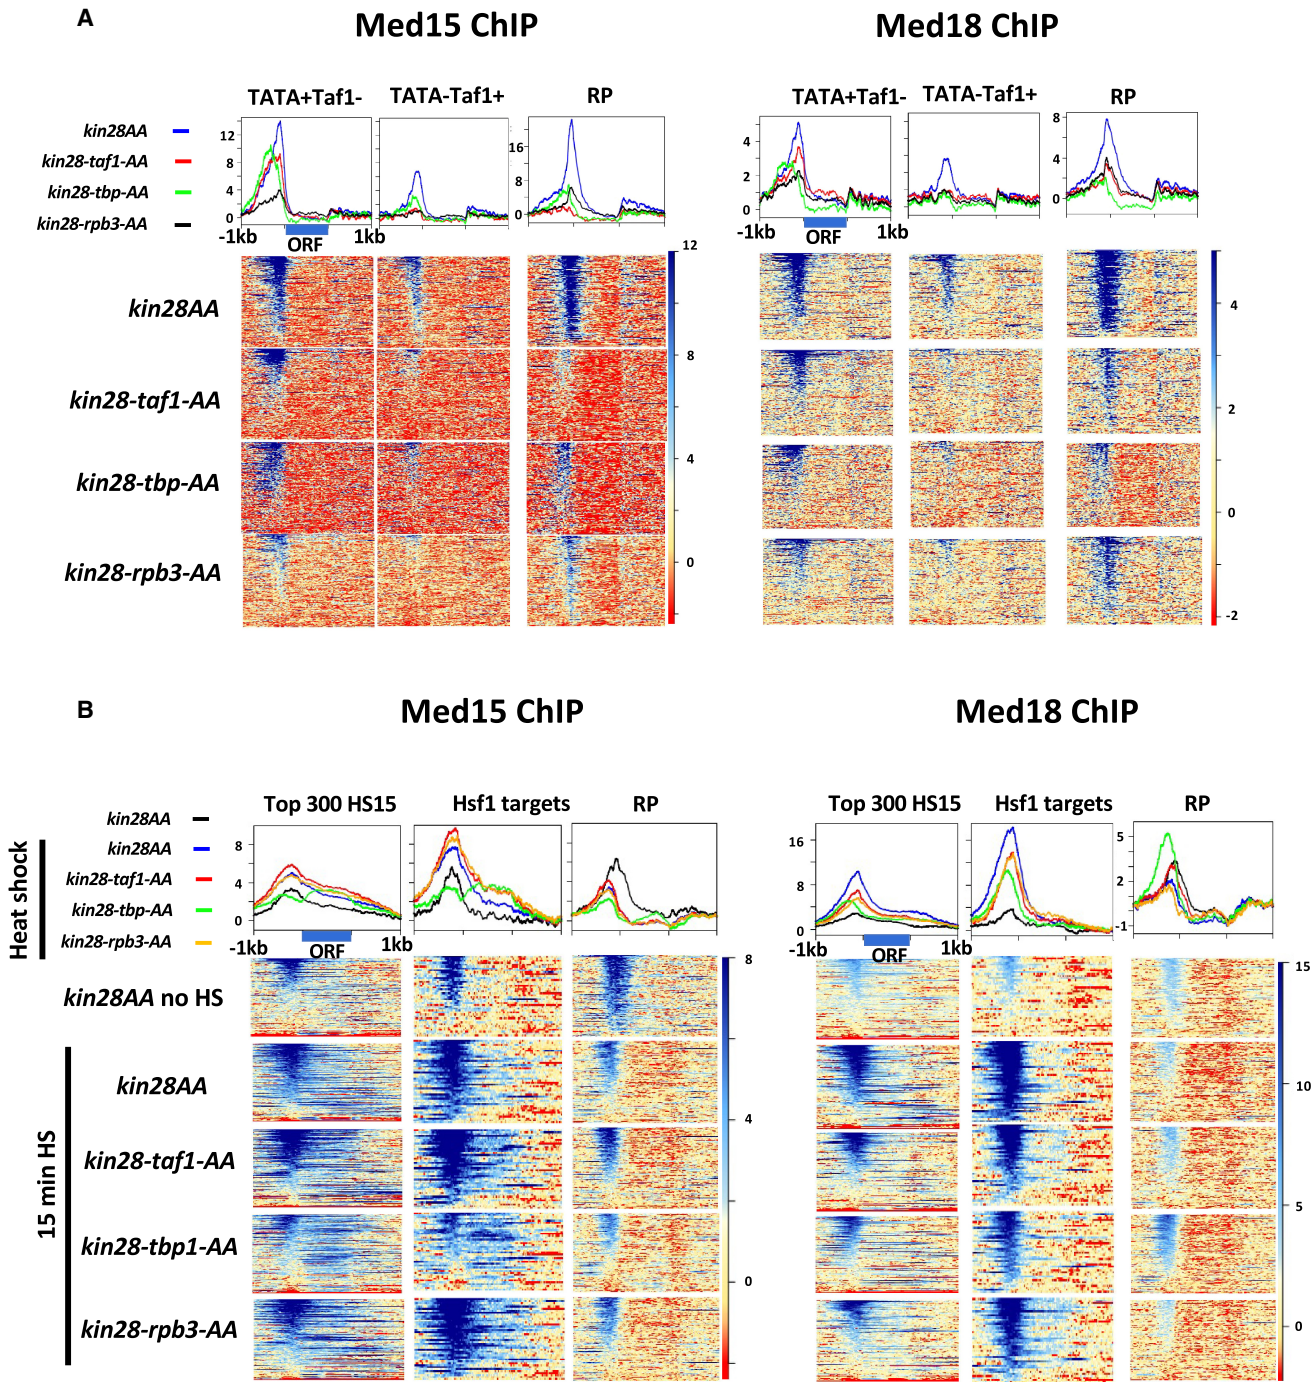 A
Med15 ChIP
Med18 ChIP
TATA+Taf1-
TATA-Taf1+
RP
TATA+Taf1-
TATA-Taf1+
RP
kin28AA
kin28-taf1-AA
kin28-tbp-AA
kin28-rpb3-AA
12
8
4
0
16
8
0
4
2
0
8
4
0
-1kb
ORF
1kb
-1kb
ORF
1kb
kin28AA
kin28-taf1-AA
kin28-tbp-AA
kin28-rpb3-AA
12
8
4
0
4
2
0
-2
B
Med15 ChIP
Med18 ChIP
Top 300 HS15
Hsf1 targets
RP
Top 300 HS15
Hsf1 targets
RP
Heat shock
kin28AA
kin28AA
kin28-taf1-AA
kin28-tbp-AA
kin28-rpb3-AA
8
4
0
16
8
0
5
2
-1
-1kb
ORF
1kb
-1kb
ORF
1kb
kin28AA no HS
15 min HS
kin28AA
kin28-taf1-AA
kin28-tbp1-AA
kin28-rpb3-AA
8
4
0
15
10
5
0